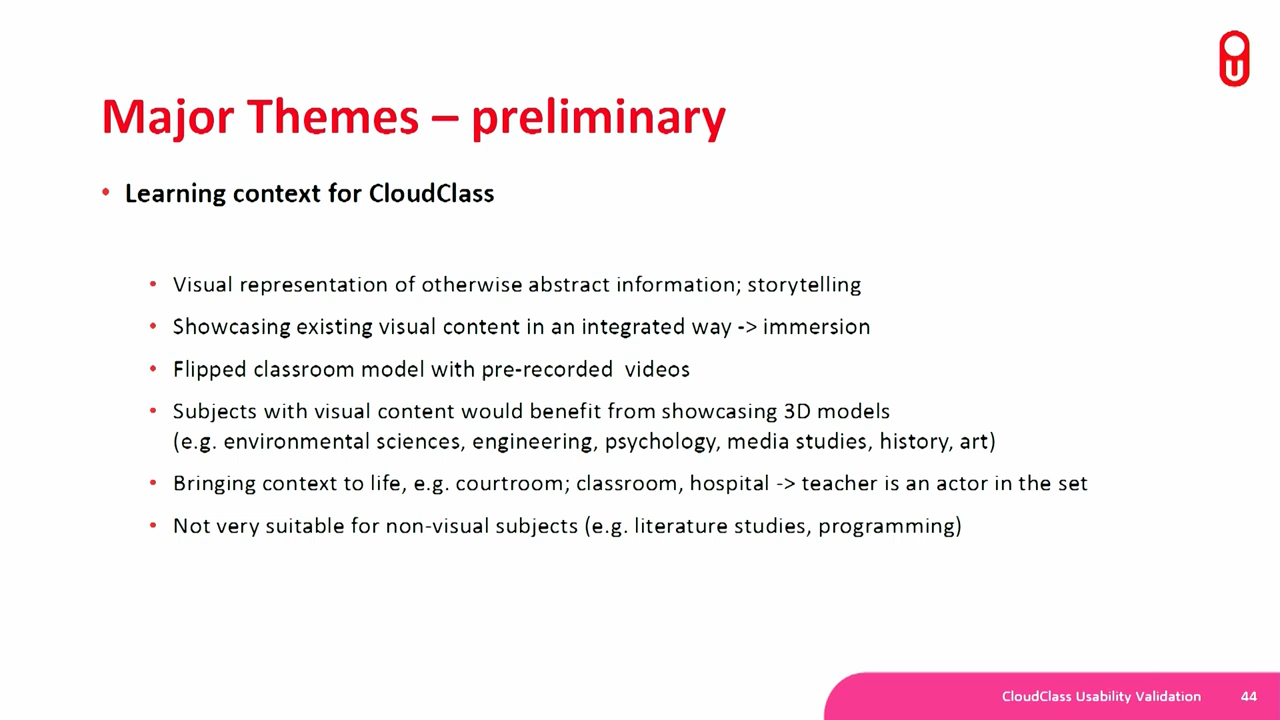 Major Themes – preliminary
• Learning context for CloudClass
• Visual representation of otherwise abstract information; storytelling
• Showcasing existing visual content in an integrated way -> immersion
• Flipped classroom model with pre-recorded  videos
• Subjects with visual content would benefit from showcasing 3D models
(e.g. environmental sciences, engineering, psychology, media studies, history, art)
• Bringing context to life, e.g. courtroom; classroom, hospital -> teacher is an actor in the set
• Not very suitable for non-visual subjects (e.g. literature studies, programming)
CloudClass Usability Validation 44